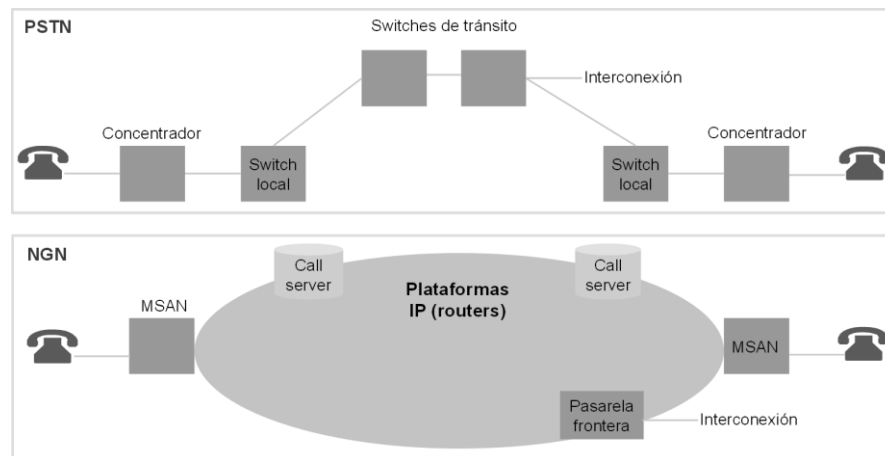 PSTN
Switches de tránsito
Interconexión
Concentrador
Concentrador
Switch
local
Switch
local
NGN
Call
server
Call
server
Plataformas
IP (routers)
MSAN
MSAN
Pasarela
frontera
Interconexión